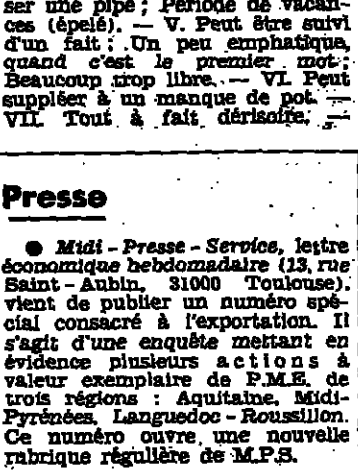 ser une pipe ; Période de vacan-
ces (épelé). — V. Peut être suivi
d'un fait ; Un peu emphatique,
quand c'est le premier mot ;
Beaucoup trop libre. — VI. Peut
suppléer à un manque de pot. —
VII. Tout à fait dérisoire. —
Presse
● Midi - Presse - Service, lettre
économique hebdomadaire (13, rue
Saint - Aubin, 31000 Toulouse),
vient de publier un numéro spé-
cial consacré à l'exportation. Il
s'agit d'une enquête mettant en
évidence plusieurs actions à
valeur exemplaire de P.M.E. de
trois régions : Aquitaine, Midi-
Pyrénées, Languedoc - Roussillon.
Ce numéro ouvre une nouvelle
rubrique régulière de M.P.S.